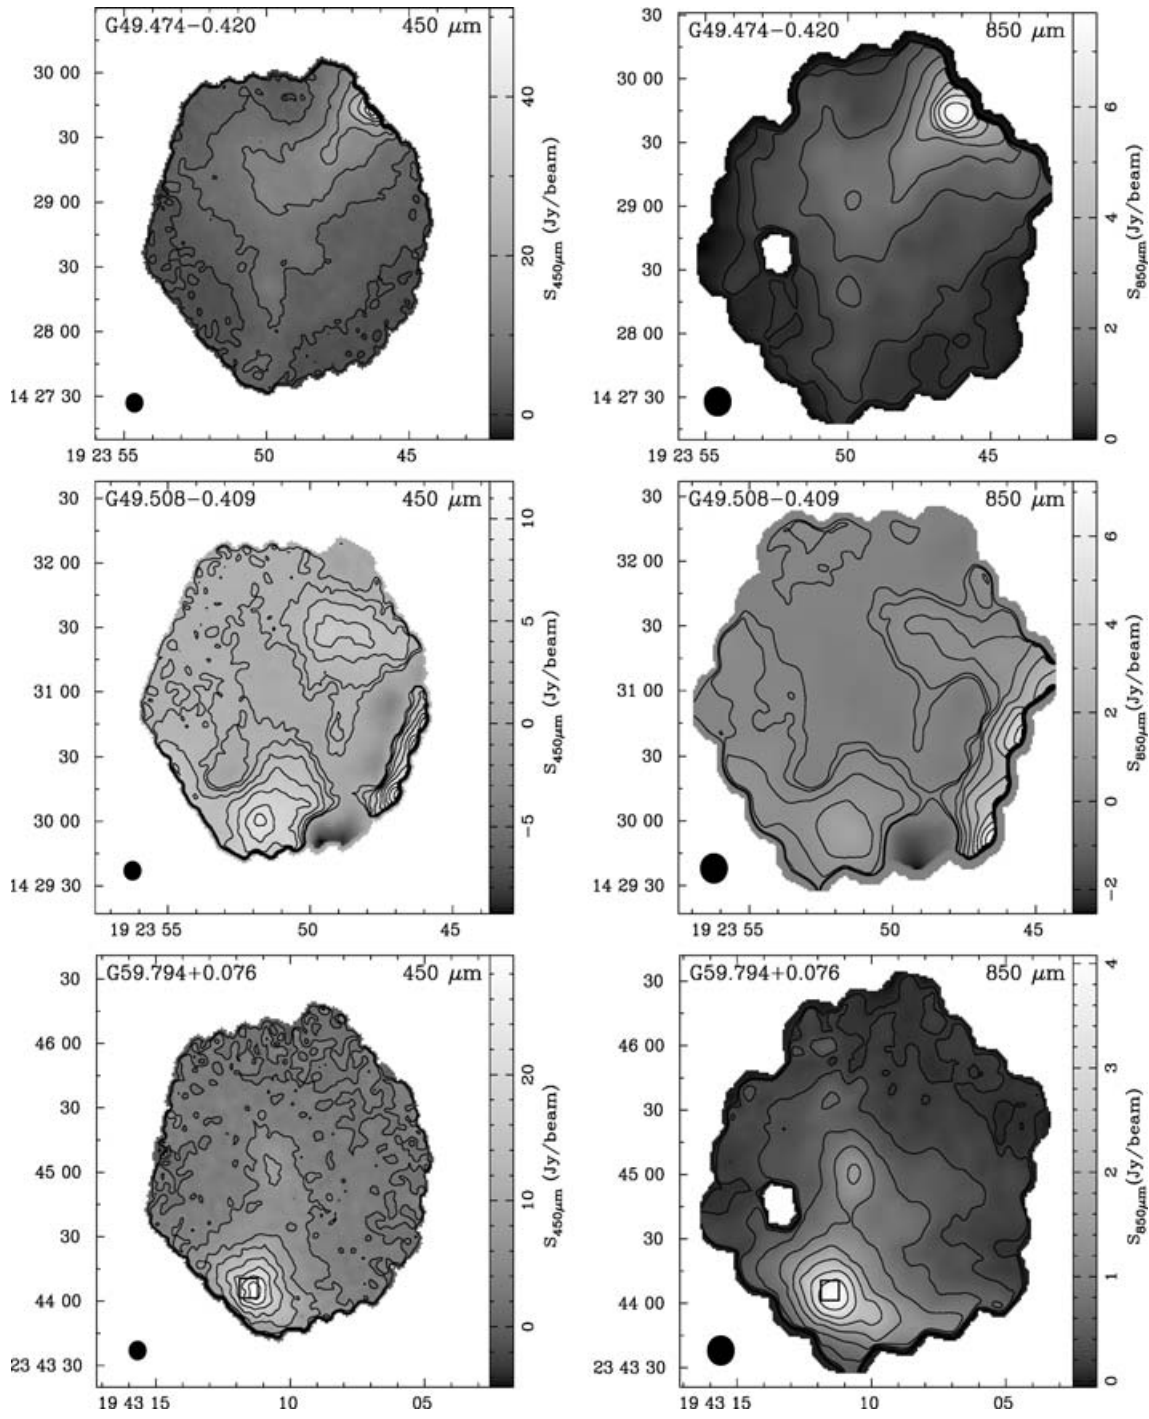 G49.474−0.420 450 μm
30 00
30
29 00
30
28 00
14 27 30
19 23 55 50 45
40
20
0
S450μm (Jy/beam)
G49.474−0.420 850 μm
30
30 00
30
29 00
30
28 00
14 27 30
19 23 55 50 45
6
4
2
0
S850μm(Jy/beam)
G49.508−0.409 450 μm
30
32 00
30
31 00
30
30 00
14 29 30
19 23 55 50 45
10
5
0
−5
S450μm (Jy/beam)
G49.508−0.409 850 μm
30
32 00
30
31 00
30
30 00
14 29 30
19 23 55 50 45
6
4
2
0
−2
S850μm(Jy/beam)
G59.794+0.076 450 μm
30
46 00
30
45 00
30
44 00
23 43 30
19 43 15 10 05
20
10
0
S450μm (Jy/beam)
G59.794+0.076 850 μm
30
46 00
30
45 00
30
44 00
23 43 30
19 43 15 10 05
4
3
2
1
0
S850μm(Jy/beam)